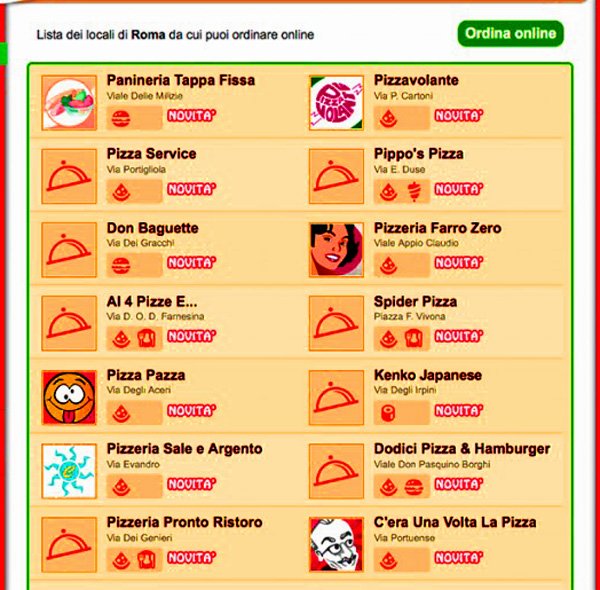 Lista dei locali di Roma da cui puoi ordinare online
Ordina online
Panineria Tappa Fissa
Viale Delle Milizie
NOVITA'
Pizzavolante
Via P. Cartoni
NOVITA'
Pizza Service
Via Portigliola
NOVITA'
Pippo's Pizza
Via E. Duse
NOVITA'
Don Baguette
Via Dei Gracchi
NOVITA'
Pizzeria Farro Zero
Viale Appio Claudio
NOVITA'
Al 4 Pizze E...
Via D. O. D. Farnesina
NOVITA'
Spider Pizza
Piazza F. Vivona
NOVITA'
Pizza Pazza
Via Degli Aceri
NOVITA'
Kenko Japanese
Via Degli Irpini
NOVITA'
Pizzeria Sale e Argento
Via Evandro
NOVITA'
Dodici Pizza & Hamburger
Viale Don Pasquino Borghi
NOVITA'
Pizzeria Pronto Ristoro
Via Dei Genieri
NOVITA'
C'era Una Volta La Pizza
Via Portuense
NOVITA'